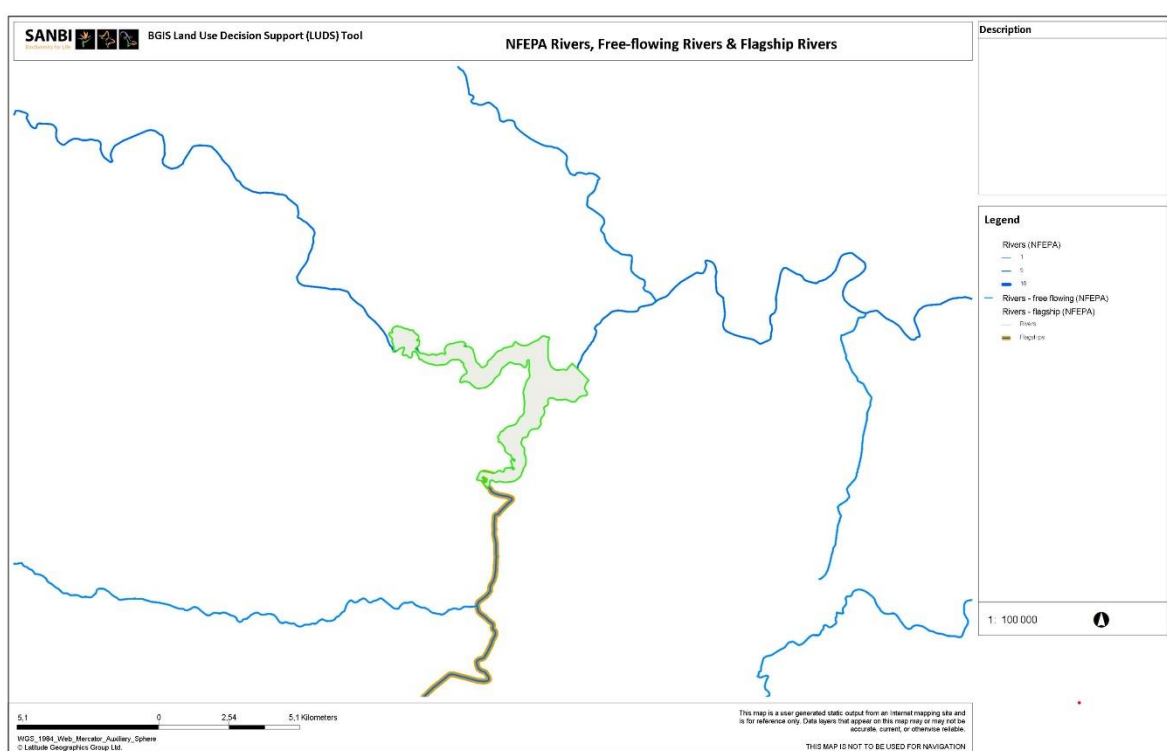 SANBI
Biodiversity for Life
BGIS Land Use Decision Support (LUDS) Tool
NFEPA Rivers, Free-flowing Rivers & Flagship Rivers
Description
Legend
Rivers (NFEPA)
1
5
10
Rivers - free flowing (NFEPA)
Rivers - flagship (NFEPA)
Rivers
Flagships
1: 100 000
5,1
0
2,54
5,1 Kilometers
WGS_1984_Web_Mercator_Auxiliary_Sphere
© Latitude Geographics Group Ltd.
This map is a user generated static output from an Internet mapping site and
is for reference only. Data layers that appear on this map may or may not be
accurate, current, or otherwise reliable.
THIS MAP IS NOT TO BE USED FOR NAVIGATION